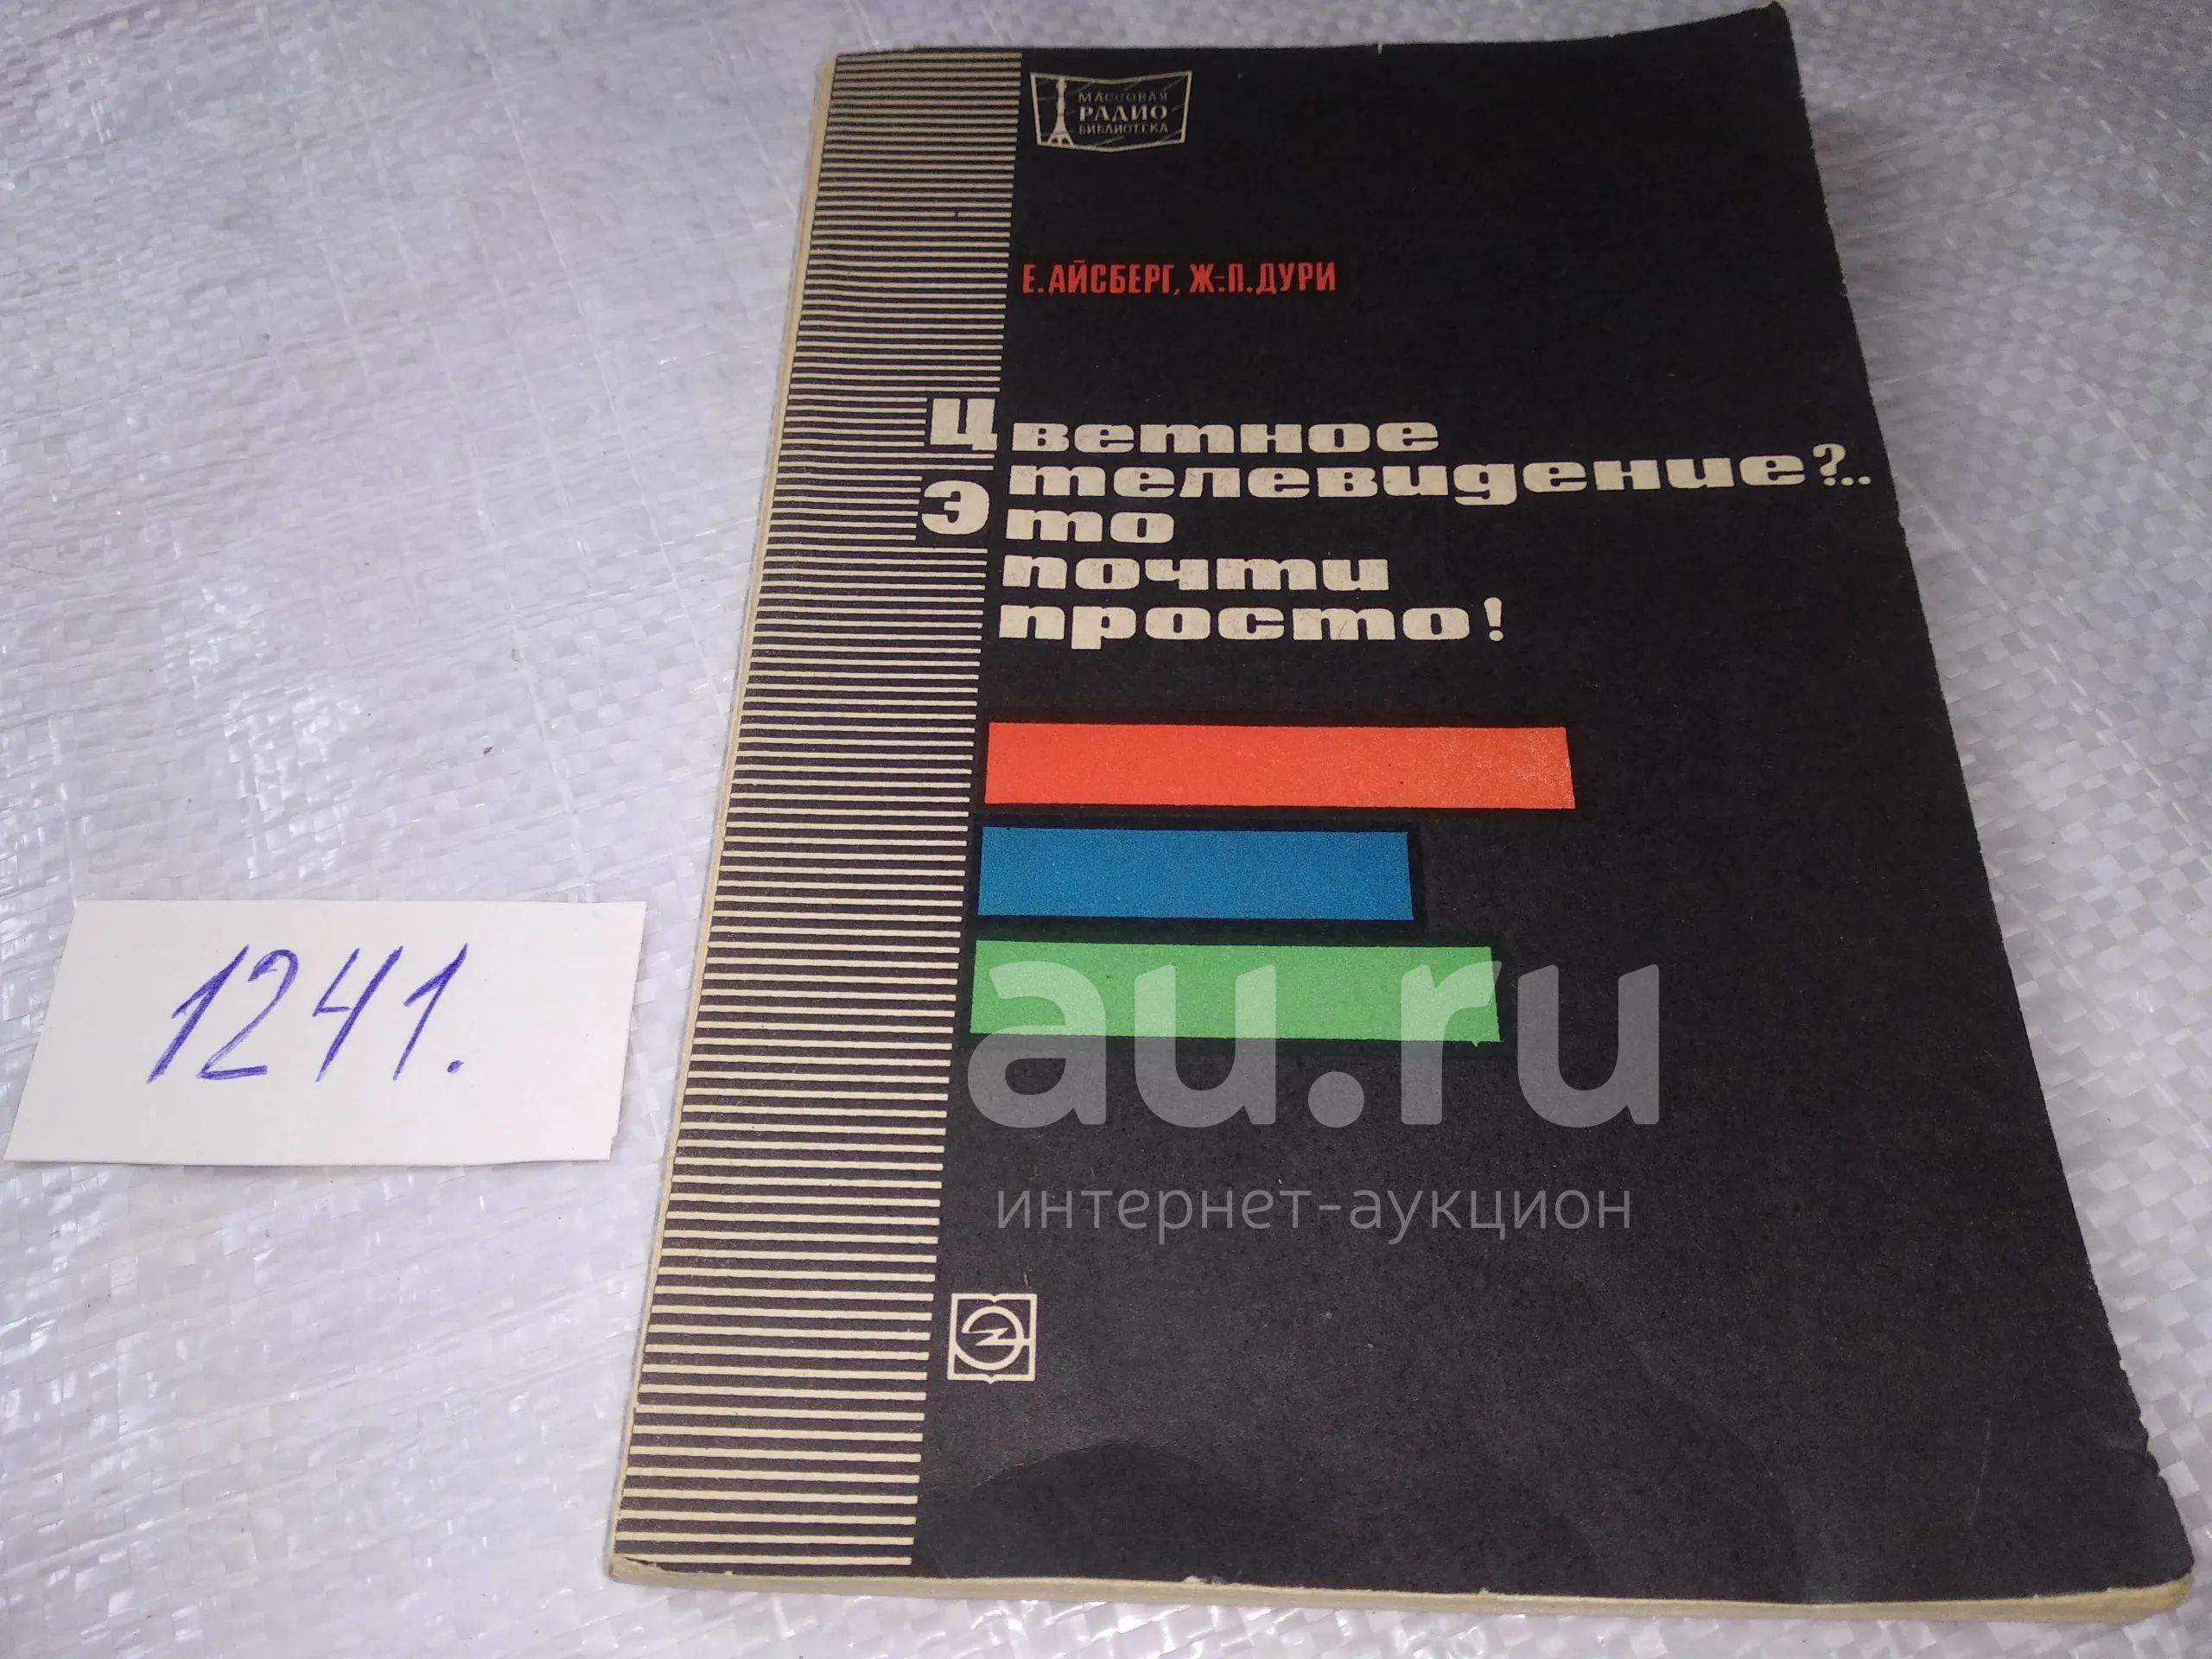 МАССОВАЯ
РАДИО
БИБЛИОТЕКА
Е. АЙСБЕРГ, Ж.-П. ДУРИ
Цветное
телевидение?..
Это
почти
просто!
1241.
au.ru
интернет-аукцион